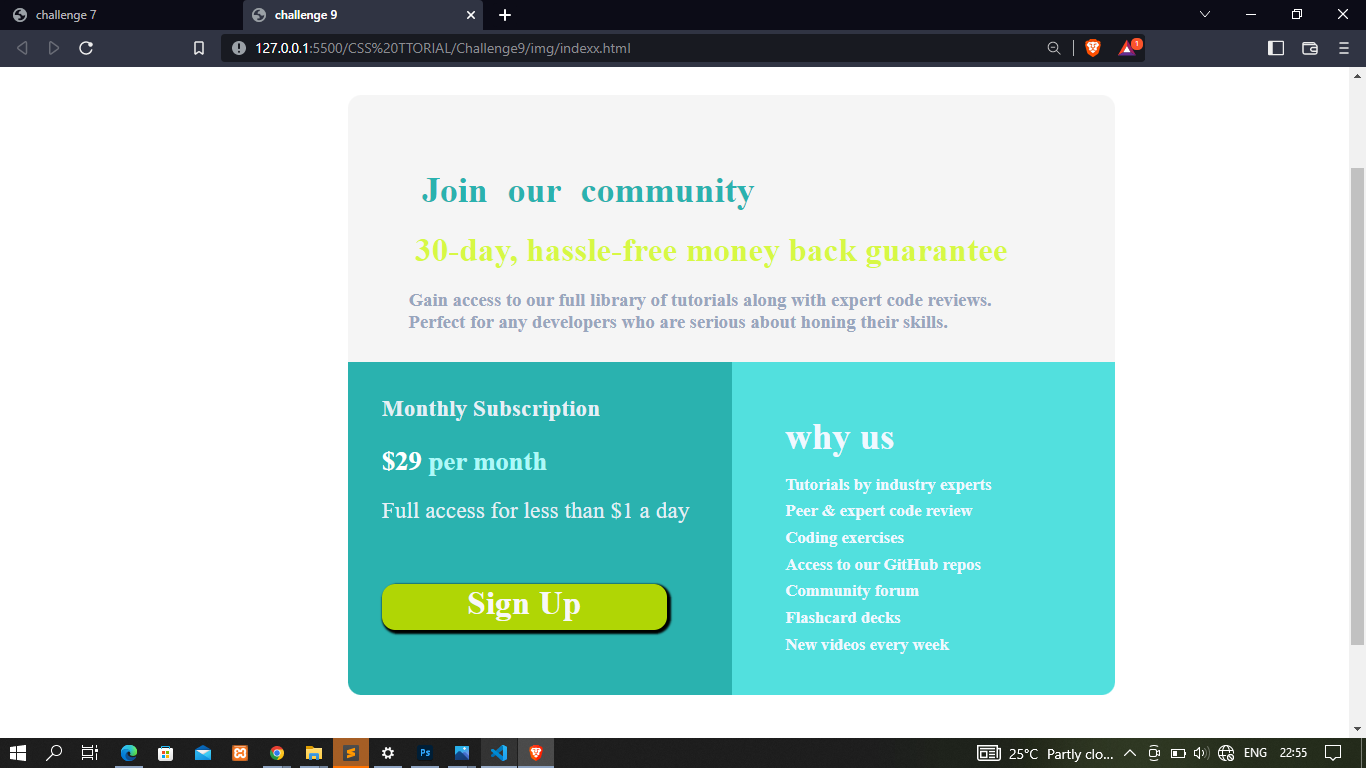 challenge 7
challenge 9
127.0.0.1:5500/CSS%20TTORIAL/Challenge9/img/indexx.html
1
Join our community
30-day, hassle-free money back guarantee
Gain access to our full library of tutorials along with expert code reviews.
Perfect for any developers who are serious about honing their skills.
Monthly Subscription
$29 per month
Full access for less than $1 a day
Sign Up
why us
Tutorials by industry experts
Peer & expert code review
Coding exercises
Access to our GitHub repos
Community forum
Flashcard decks
New videos every week
Ps
25°C Partly clo...
ENG
22:55